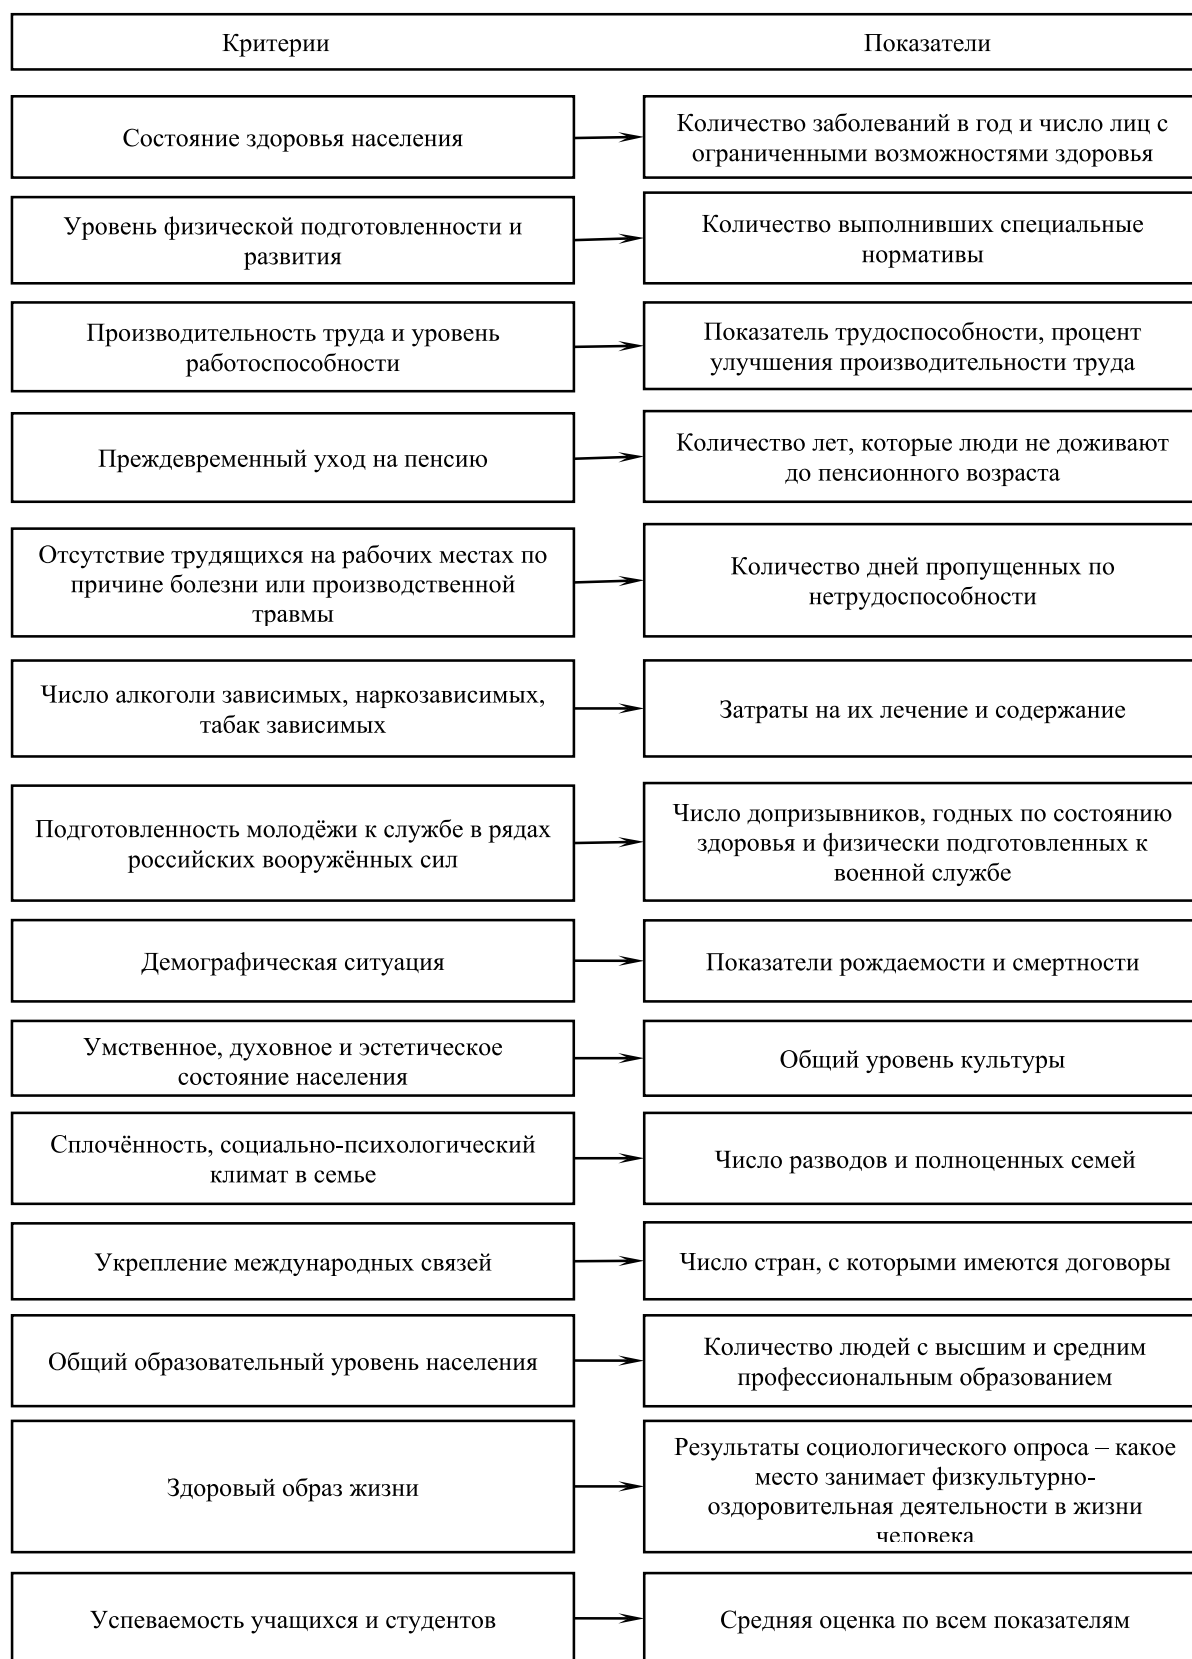 Критерии
Показатели
Состояние здоровья населения
Количество заболеваний в год и число лиц с
ограниченными возможностями здоровья
Уровень физической подготовленности и
развития
Количество выполнивших специальные
нормативы
Производительность труда и уровень
работоспособности
Показатель трудоспособности, процент
улучшения производительности труда
Преждевременный уход на пенсию
Количество лет, которые люди не доживают
до пенсионного возраста
Отсутствие трудящихся на рабочих местах по
причине болезни или производственной
травмы
Количество дней пропущенных по
нетрудоспособности
Число алкоголи зависимых, наркозависимых,
табак зависимых
Затраты на их лечение и содержание
Подготовленность молодёжи к службе в рядах
российских вооружённых сил
Число допризывников, годных по состоянию
здоровья и физически подготовленных к
военной службе
Демографическая ситуация
Показатели рождаемости и смертности
Умственное, духовное и эстетическое
состояние населения
Общий уровень культуры
Сплочённость, социально-психологический
климат в семье
Число разводов и полноценных семей
Укрепление международных связей
Число стран, с которыми имеются договоры
Общий образовательный уровень населения
Количество людей с высшим и средним
профессиональным образованием
Здоровый образ жизни
Результаты социологического опроса – какое
место занимает физкультурно-
оздоровительная деятельности в жизни
человека
Успеваемость учащихся и студентов
Средняя оценка по всем показателям